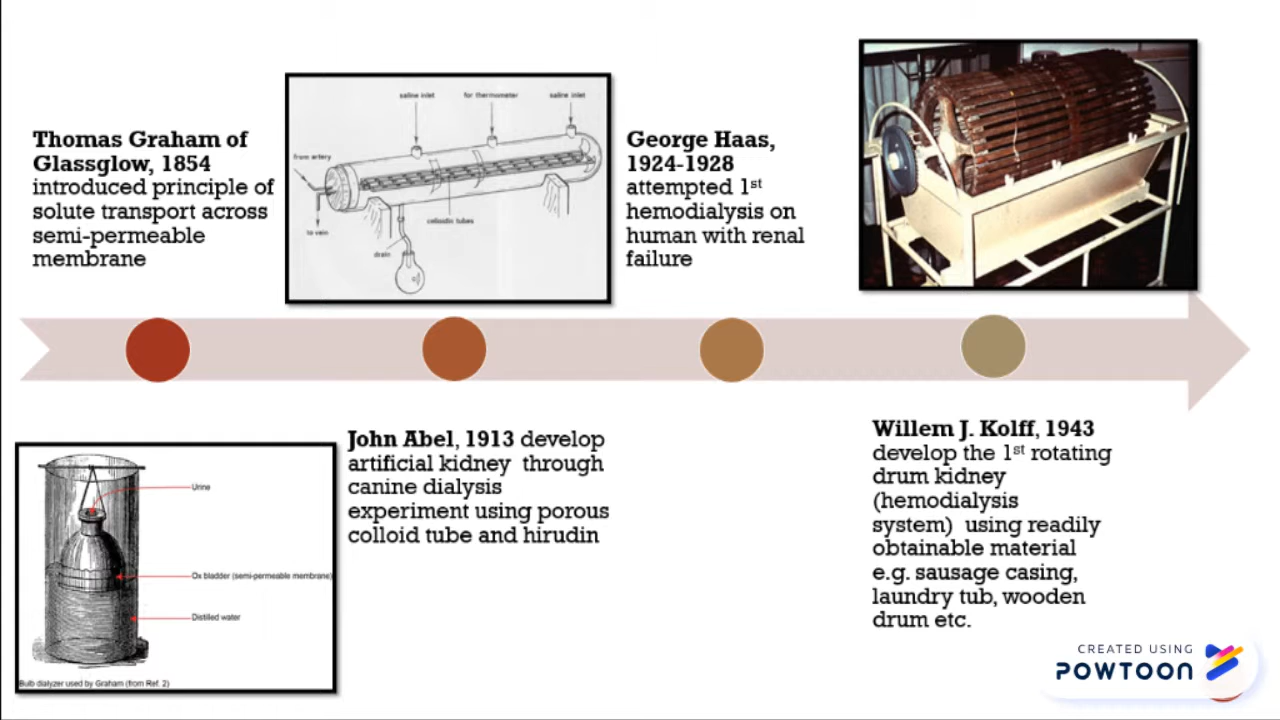 Thomas Graham of
Glassglow, 1854
introduced principle of
solute transport across
semi-permeable
membrane
saline inlet
for thermometer
saline inlet
from artery
to vein
celloidin tubes
drain
George Haas,
1924-1928
attempted 1st
hemodialysis on
human with renal
failure
Urine
Ox bladder (semi-permeable membrane)
Distilled water
Bulb dialyzer used by Graham (from Ref. 2)
John Abel, 1913 develop
artificial kidney through
canine dialysis
experiment using porous
colloid tube and hirudin
Willem J. Kolff, 1943
develop the 1st rotating
drum kidney
(hemodialysis
system) using readily
obtainable material
e.g. sausage casing,
laundry tub, wooden
drum etc.
CREATED USING
POWTOON